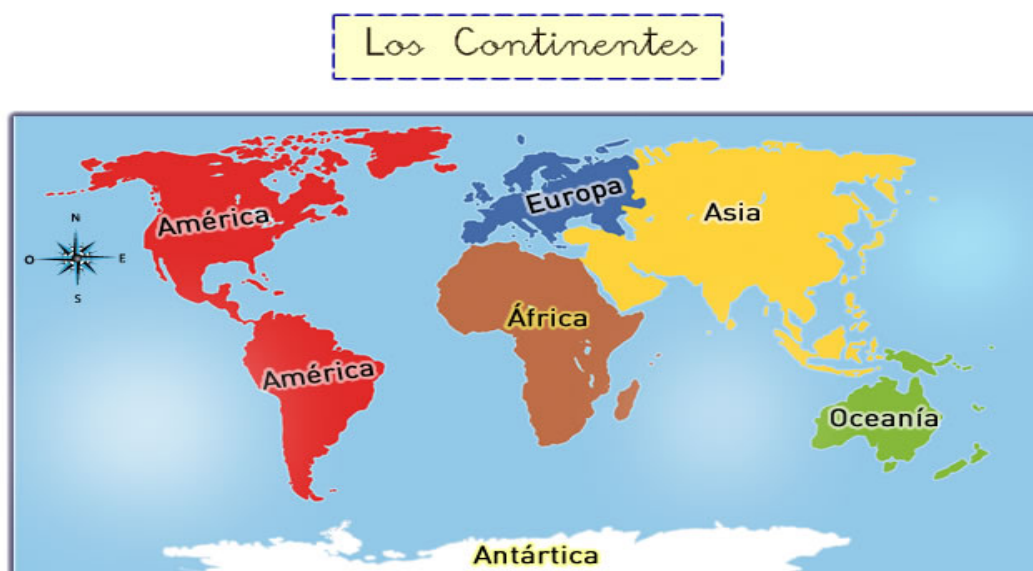 Los Continentes
América
Europa
Asia
N
O
E
S
África
América
Oceanía
Antártica